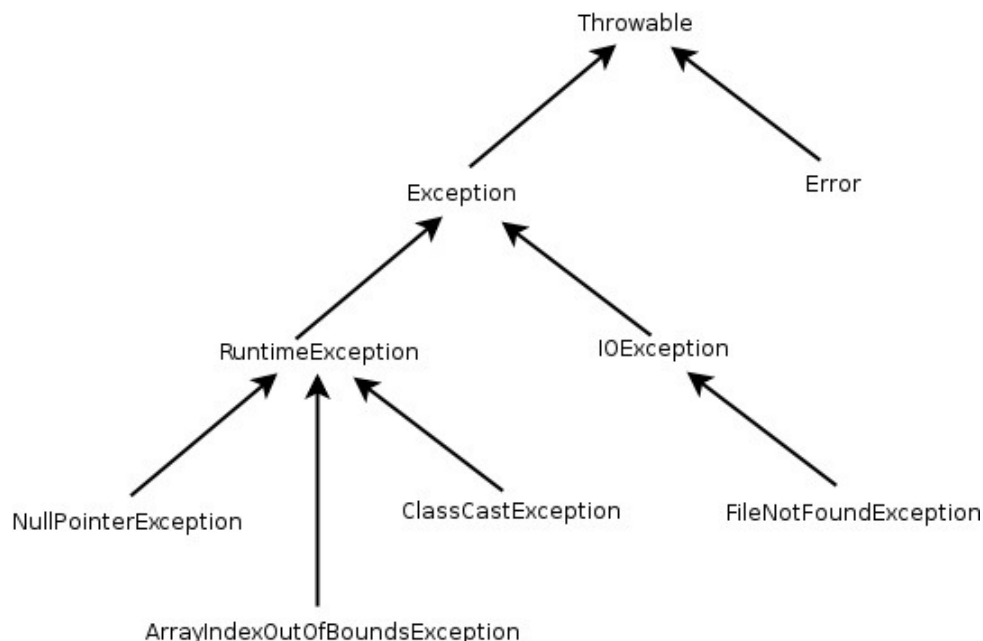 Throwable
Error
Exception
RuntimeException
IOException
NullPointerException
ClassCastException
FileNotFoundException
ArrayIndexOutOfBoundsException